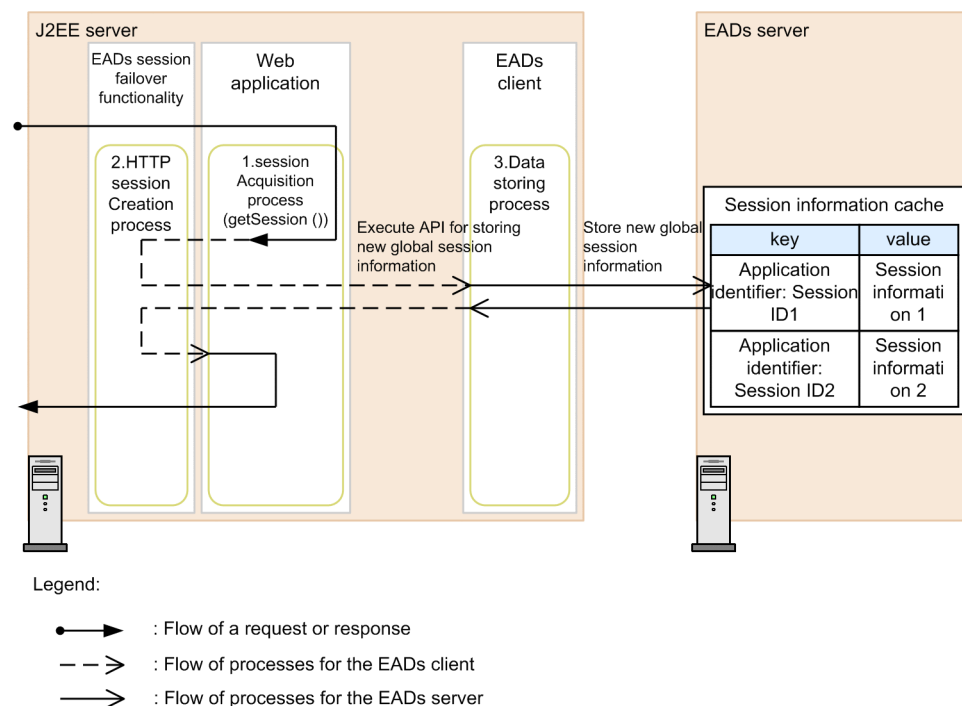 J2EE server
EADs session
failover
functionality
Web
application
EADs
client
EADs server
2.HTTP
session
Creation
process
1.session
Acquisition
process
(getSession ())
3.Data
storing
process
Execute API for storing
new global session
information
Store new global
session
information
Session information cache
key
value
Application
identifier: Session
ID1
Session
informati
on 1
Application
identifier:
Session ID2
Session
informati
on 2
Legend:
: Flow of a request or response
: Flow of processes for the EADs client
: Flow of processes for the EADs server